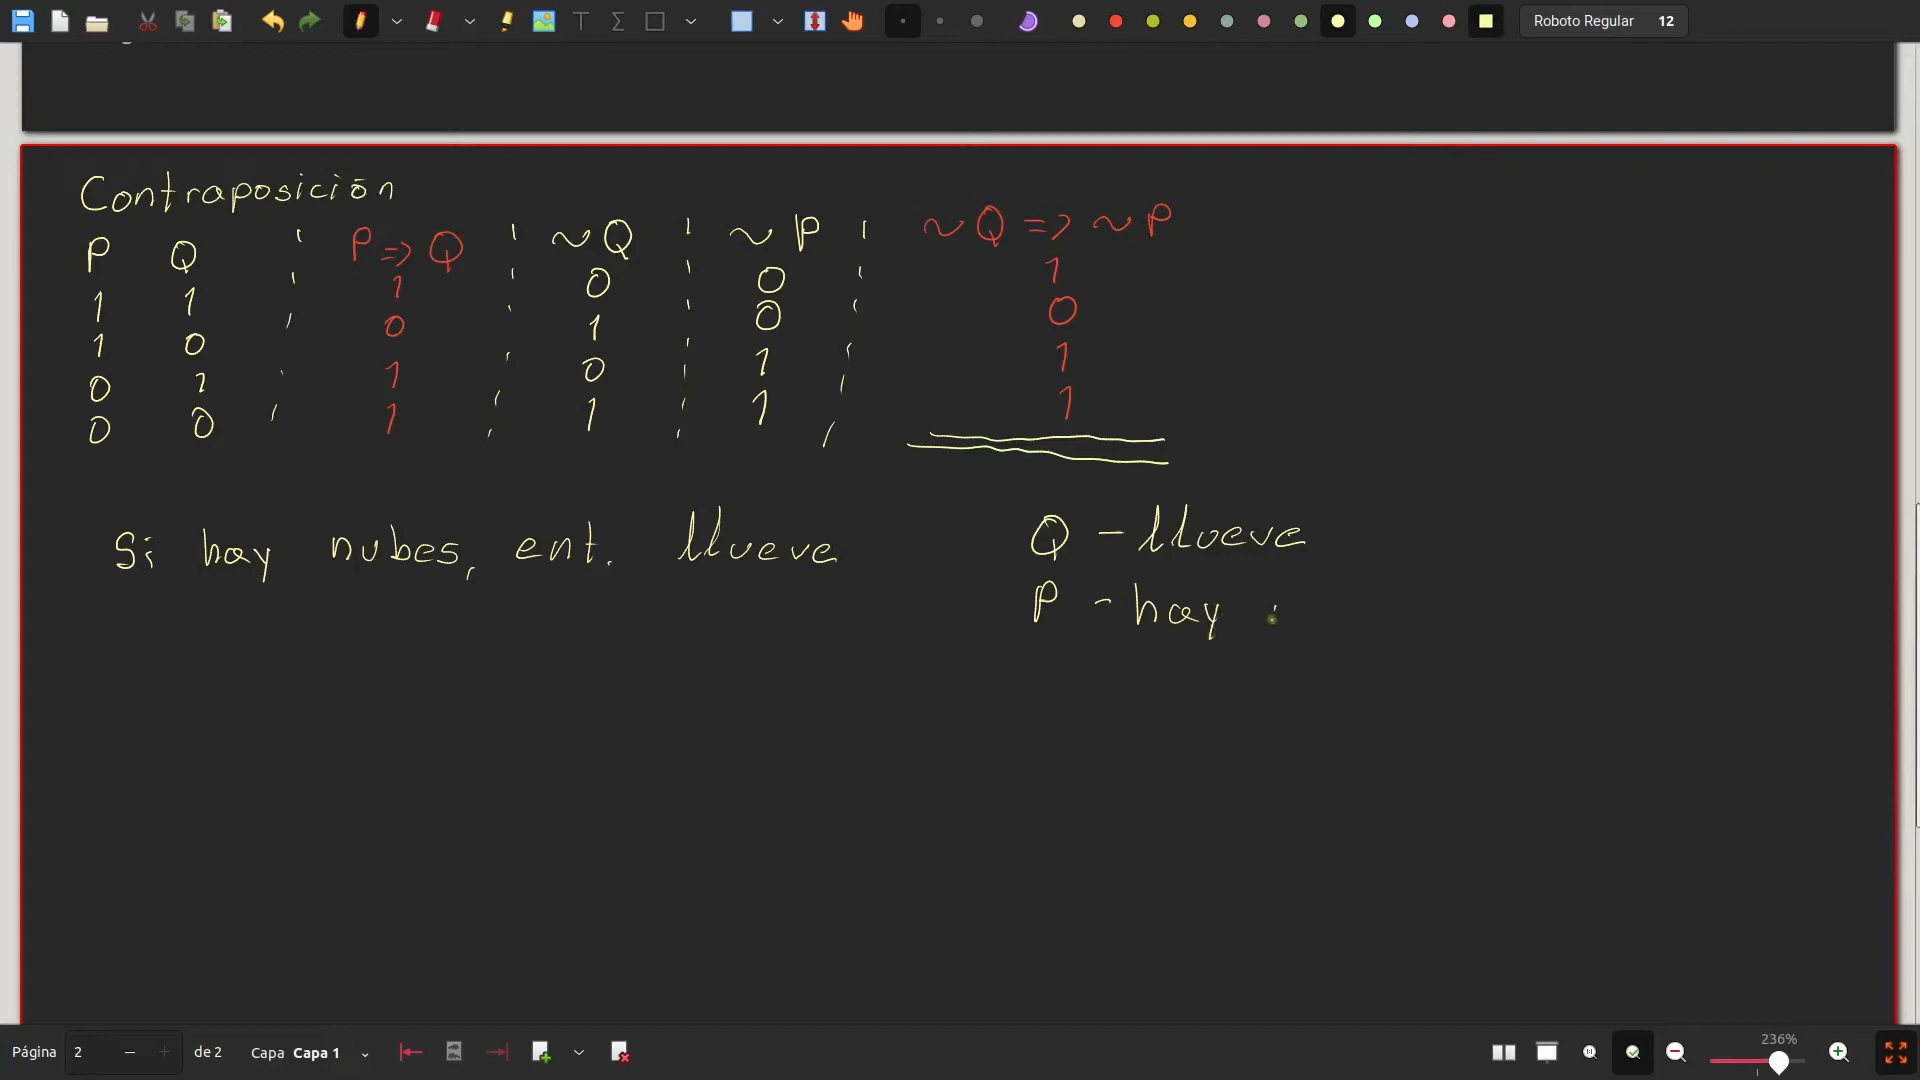 Roboto Regular 12
Contraposición
P Q P => Q ~Q ~P ~Q => ~P
1 1 1 0 0 1
1 0 0 1 0 0
0 1 1 0 1 1
0 0 1 1 1 1
Si hay nubes, ent. llueve
Q - llueve
P - hay
Página 2 de 2 Capa Capa 1 236%